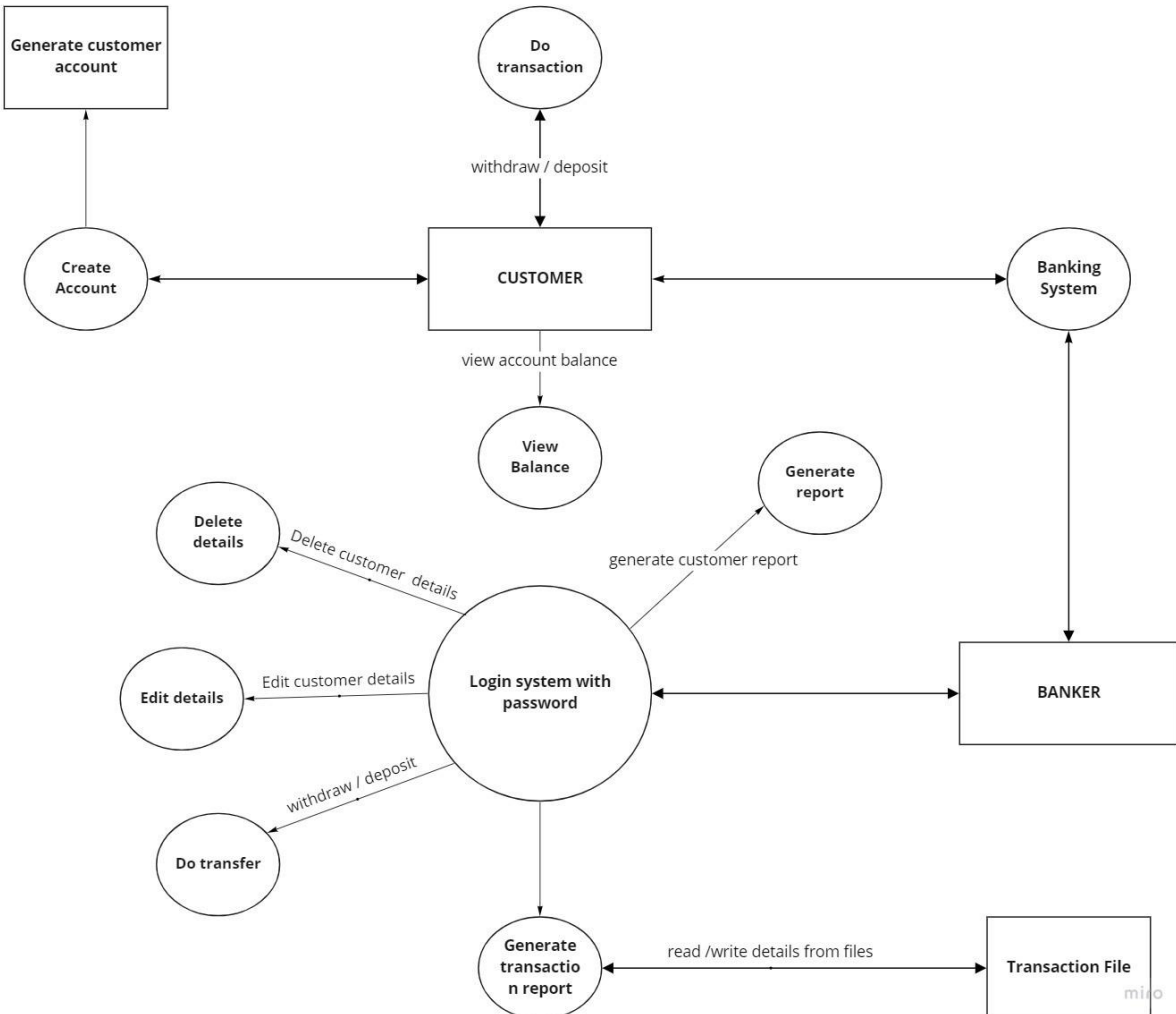 Generate customer
account
Do
transaction
withdraw / deposit
Create
Account
CUSTOMER
Banking
System
view account balance
View
Balance
Generate
report
Delete
details
Delete customer details
generate customer report
Login system with
password
Edit customer details
Edit details
BANKER
withdraw / deposit
Do transfer
Generate
transactio
n report
read /write details from files
Transaction File
miro